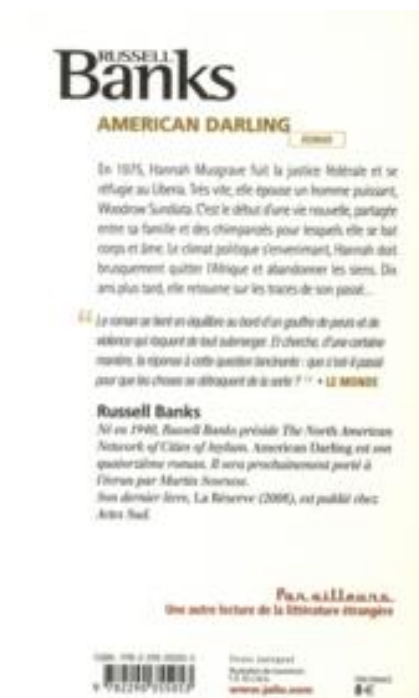 RUSSELL
Banks
AMERICAN DARLING
ROMAN
En 1975, Hannah Musgrave fuit la justice fédérale et se
réfugie au Liberia. Très vite, elle épouse un homme puissant,
Woodrow Sundiata. C'est le début d'une vie nouvelle, partagée
entre sa famille et des chimpanzés pour lesquels elle se bat
corps et âme. Le climat politique s'envenimant, Hannah doit
brusquement quitter l'Afrique et abandonner les siens. Dix
ans plus tard, elle retourne sur les traces de son passé...
“ Le roman se tient en équilibre au bord d'un gouffre de peurs et de
violence qui risquent de tout submerger. Et cherche, d'une certaine
manière, la réponse à cette question lancinante : que s'est-il passé
pour que les choses se détraquent de la sorte ? ” • LE MONDE
Russell Banks
Né en 1940, Russell Banks préside The North American
Network of Cities of Asylum. American Darling est son
quatorzième roman. Il sera prochainement porté à
l'écran par Martin Scorsese.
Son dernier livre, La Réserve (2008), est publié chez
Actes Sud.
Par ailleurs
Une autre lecture de la littérature étrangère
Texte intégral
www.jailu.com
8 €